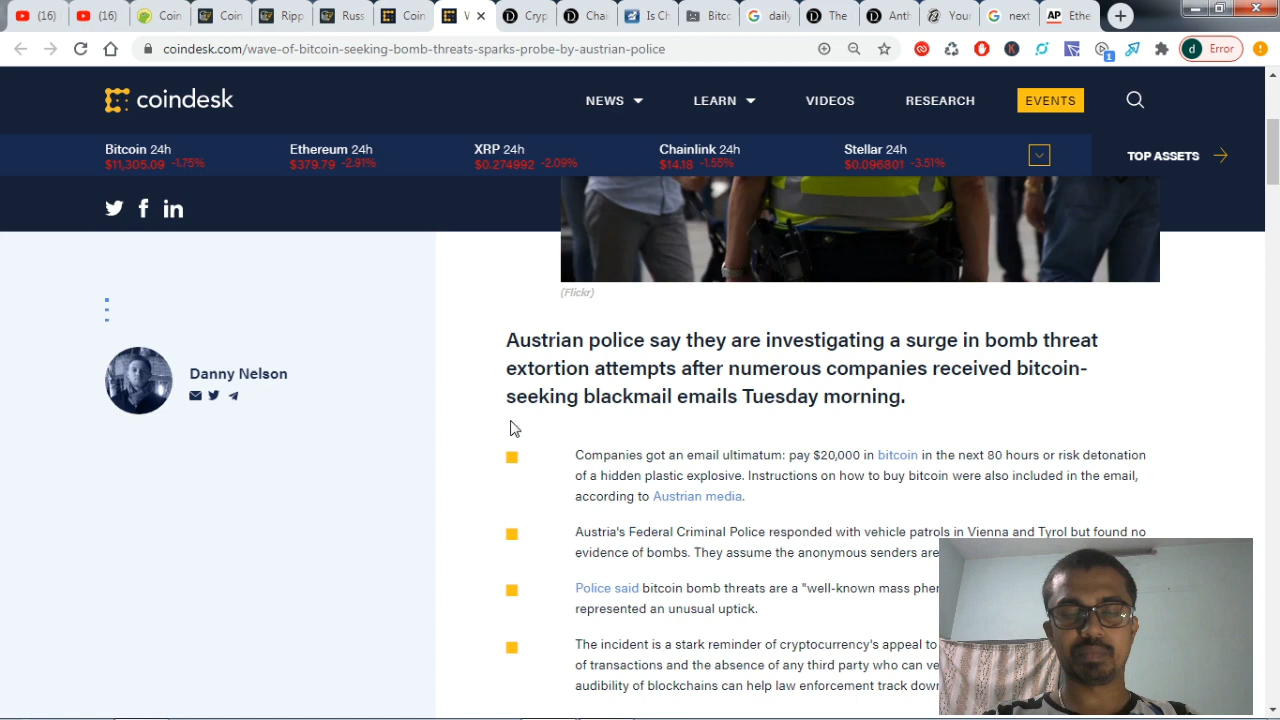 (16)
(16)
Coin
Coin
Ripp
Russ
Coin
W
Cryp
Chai
Is Ch
Bitco
daily
The
Anth
Your
next
AP Ethe
coindesk.com/wave-of-bitcoin-seeking-bomb-threats-sparks-probe-by-austrian-police
K
1
d Error
coindesk
NEWS LEARN VIDEOS RESEARCH EVENTS
Bitcoin 24h Ethereum 24h XRP 24h Chainlink 24h Stellar 24h
$11,305.09 -1.75% $379.79 -2.91% $0.274992 -2.09% $14.18 -1.55% $0.096801 -3.51%
TOP ASSETS
(Flickr)
Danny Nelson
Austrian police say they are investigating a surge in bomb threat
extortion attempts after numerous companies received bitcoin-
seeking blackmail emails Tuesday morning.
Companies got an email ultimatum: pay $20,000 in bitcoin in the next 80 hours or risk detonation
of a hidden plastic explosive. Instructions on how to buy bitcoin were also included in the email,
according to Austrian media.
Austria's Federal Criminal Police responded with vehicle patrols in Vienna and Tyrol but found no
evidence of bombs. They assume the anonymous senders are
Police said bitcoin bomb threats are a "well-known mass phe
represented an unusual uptick.
The incident is a stark reminder of cryptocurrency's appeal to
of transactions and the absence of any third party who can ve
audibility of blockchains can help law enforcement track down